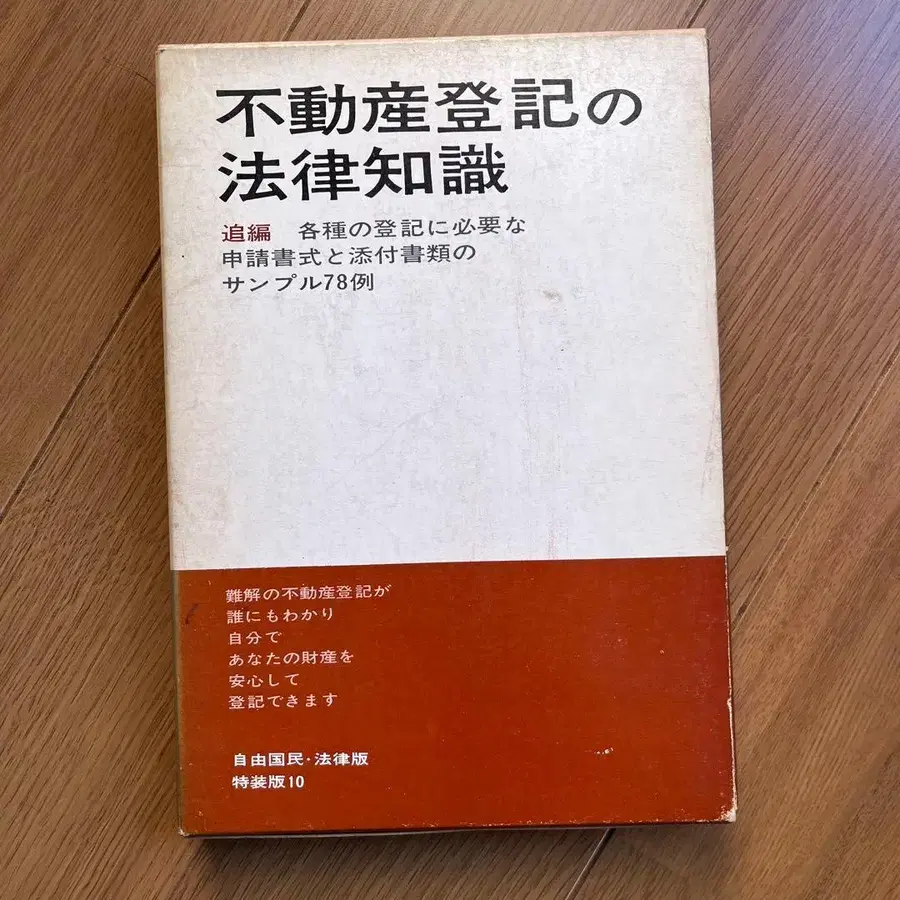 不動産登記の
法律知識
追編 各種の登記に必要な
申請書式と添付書類の
サンプル78例
難解の不動産登記が
誰にもわかり
自分で
あなたの財産を
安心して
登記できます
自由国民・法律版
特装版10